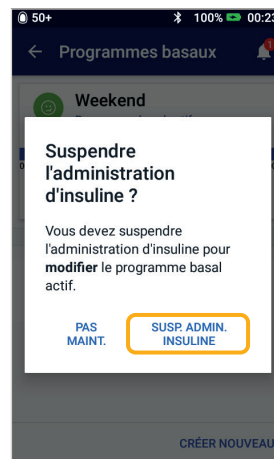 50+ 100% 00:23
Programmes basaux 1
Weekend
Suspendre
l'administration
d'insuline ?
Vous devez suspendre
l'administration d'insuline pour
modifier le programme basal
actif.
PAS
MAINT.
SUSP. ADMIN.
INSULINE
CRÉER NOUVEAU